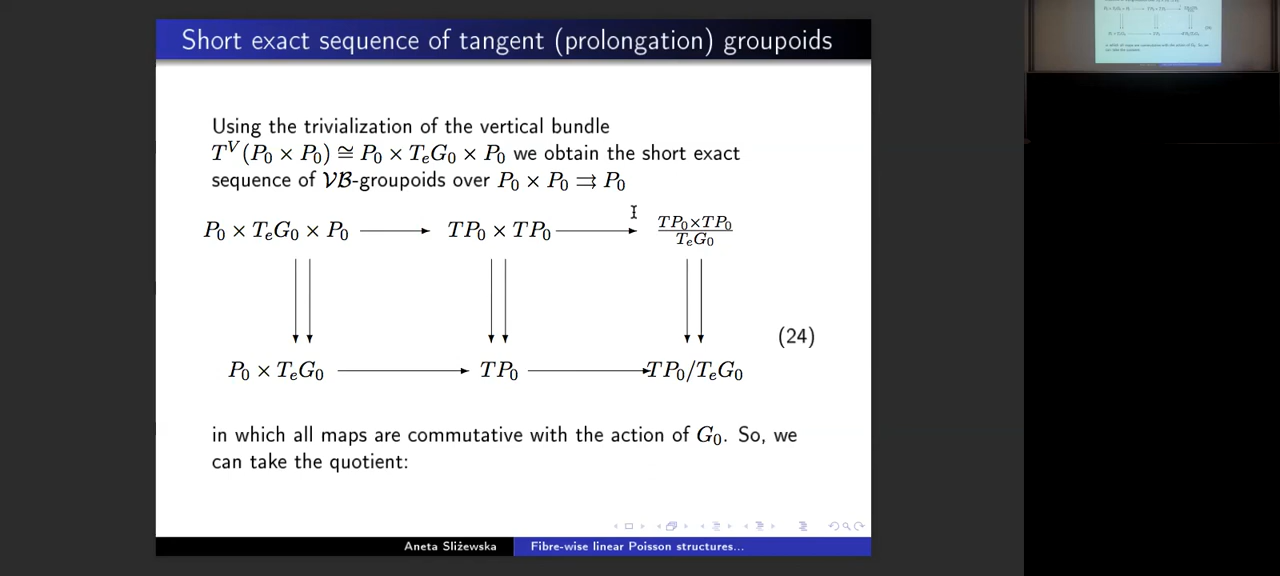 Short exact sequence of tangent (prolongation) groupoids
Using the trivialization of the vertical bundle
T^V(P_0 × P_0) ≅ P_0 × T_eG_0 × P_0 we obtain the short exact
sequence of 𝒱ℬ-groupoids over P_0 × P_0 ⇉ P_0
P_0 × T_eG_0 × P_0 → TP_0 × TP_0 → \frac{TP_0×TP_0}{T_eG_0}
(24)
P_0 × T_eG_0 → TP_0 → TP_0/T_eG_0
in which all maps are commutative with the action of G_0. So, we
can take the quotient:
Aneta Sliżewska Fibre-wise linear Poisson structures...